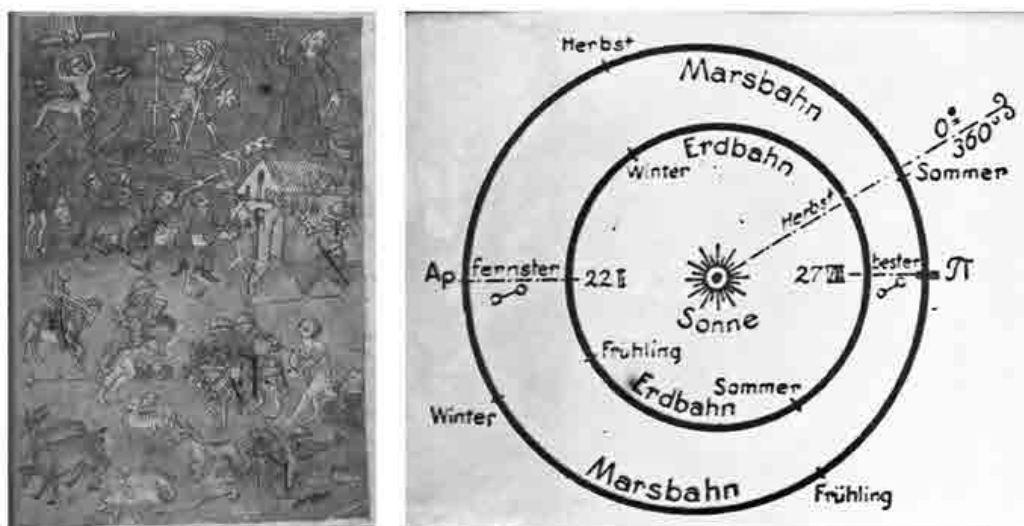 Herbst
Marsbahn
0°
360°
Erdbahn
Winter
Sommer
Herbst
Ap fernster 22 II
27 VIII bester π
Sonne
Frühling
Sommer
Erdbahn
Winter
Marsbahn
Frühling